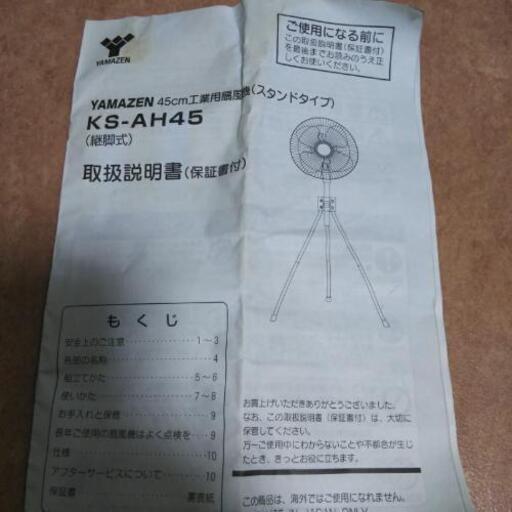 YAMAZEN
ご使用になる前に
この取扱説明書(保証書付)
を最後までお読みのうえ正
しくお使いください。
YAMAZEN 45cm工業用扇風機(スタンドタイプ)
KS-AH45
(継脚式)
取扱説明書(保証書付)
もくじ
安全上のご注意 1~3
各部の名称 4
組立てかた 5~6
使いかた 7~8
お手入れと保管 9
長年ご使用の扇風機はよく点検を 9
仕様 10
アフターサービスについて 10
保証書 裏表紙
お買上げいただきありがとうございました。
なお、この取扱説明書(保証書付)は、大切に
保管してください。
万一ご使用中にわからないことや不都合が生じ
たとき、きっとお役に立ちます。
この商品は、海外ではご使用になれません。
IN JAPAN ONLY